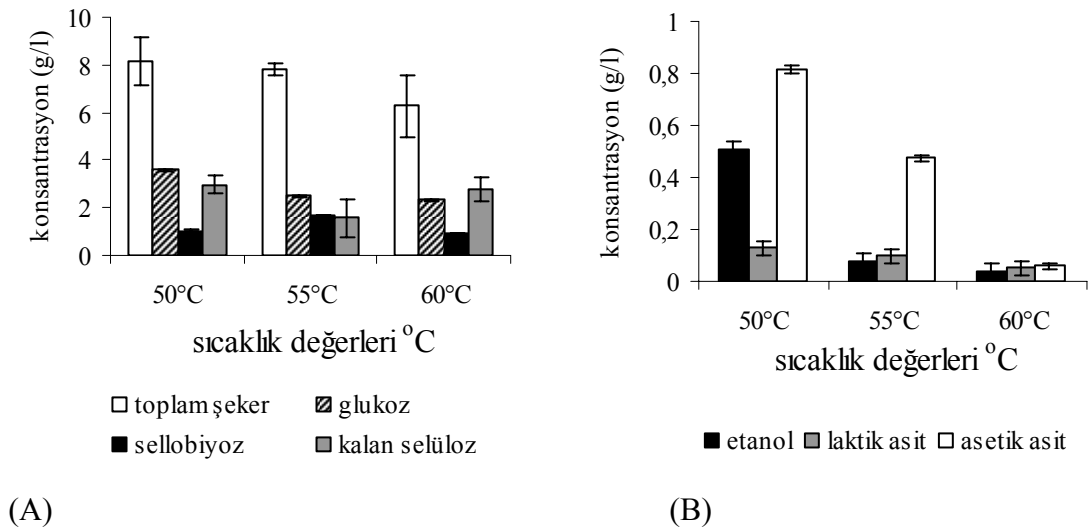 konsantrasyon (g/l)
10
8
6
4
2
0
50°C 55°C 60°C
sıcaklık değerleri °C
toplam şeker glukoz
sellobiyoz kalan selüloz
(A)
konsantrasyon (g/l)
1
0,8
0,6
0,4
0,2
0
50°C 55°C 60°C
sıcaklık değerleri °C
etanol laktik asit asetik asit
(B)